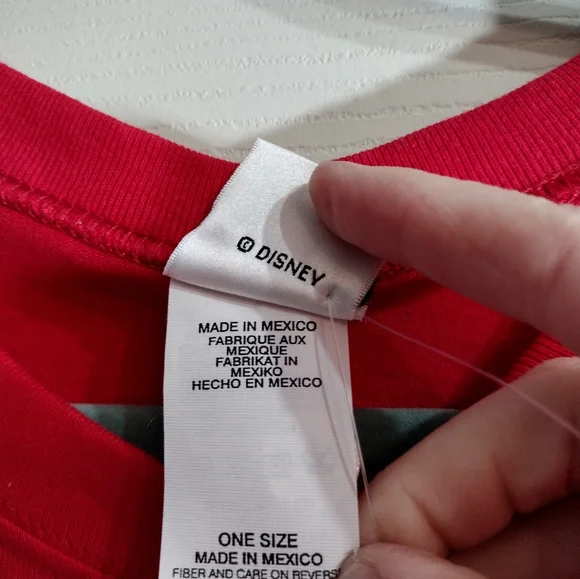 © DISNEY
MADE IN MEXICO
FABRIQUE AUX
MEXIQUE
FABRIKAT IN
MEXIKO
HECHO EN MEXICO
ONE SIZE
MADE IN MEXICO
FIBER AND CARE ON REVERS